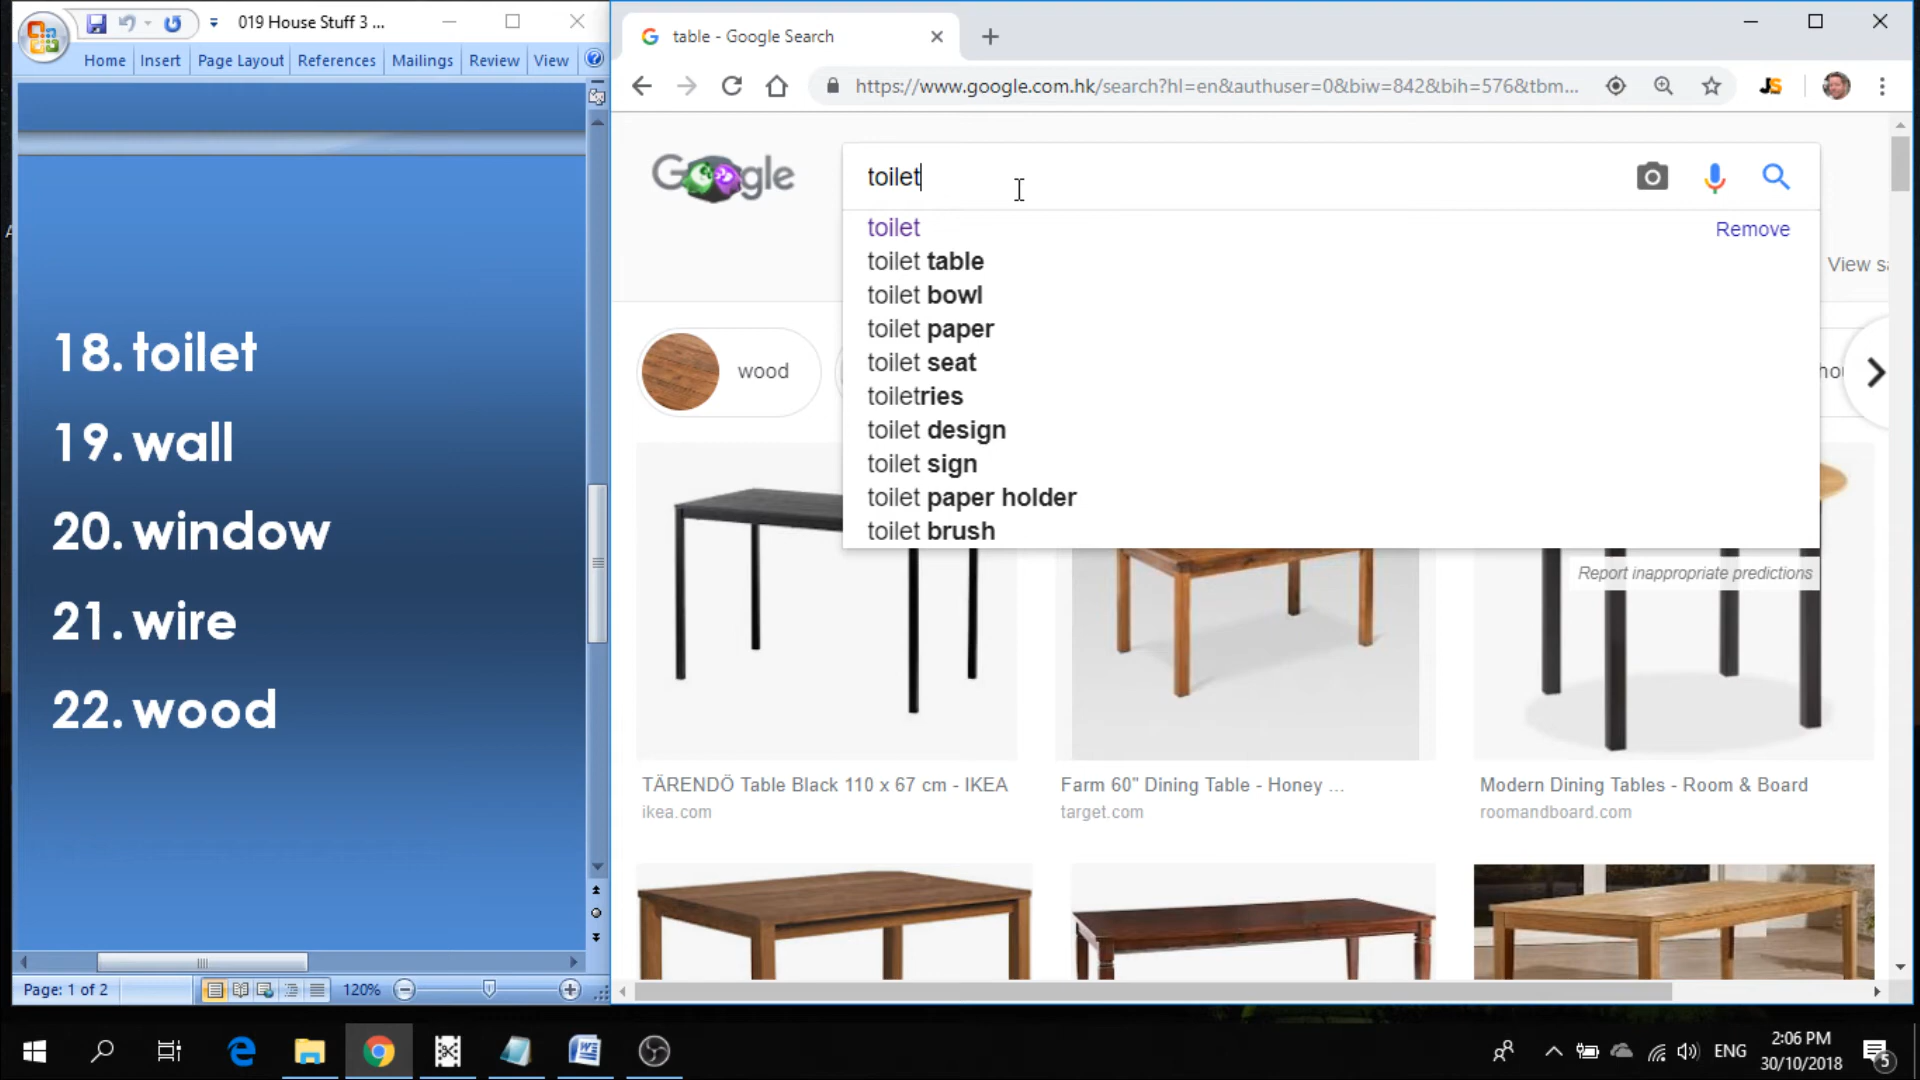 019 House Stuff 3 ...
Home Insert Page Layout References Mailings Review View
18. toilet
19. wall
20. window
21. wire
22. wood
Page: 1 of 2
120%
table - Google Search
https://www.google.com.hk/search?hl=en&authuser=0&biw=842&bih=576&tbm...
JS
Google
toilet
toilet
Remove
toilet table
toilet bowl
toilet paper
toilet seat
toiletries
toilet design
toilet sign
toilet paper holder
toilet brush
Report inappropriate predictions
View sa
wood
hou
TÄRENDÖ Table Black 110 x 67 cm - IKEA
ikea.com
Farm 60" Dining Table - Honey ...
target.com
Modern Dining Tables - Room & Board
roomandboard.com
ENG
2:06 PM
30/10/2018
5